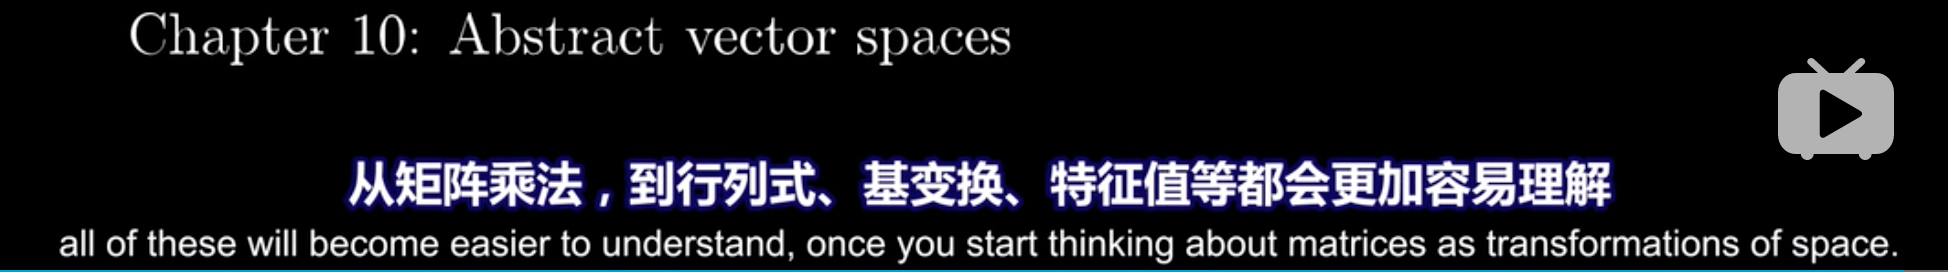 Chapter 10: Abstract vector spaces
从矩阵乘法，到行列式、基变换、特征值等都会更加容易理解
all of these will become easier to understand, once you start thinking about matrices as transformations of space.